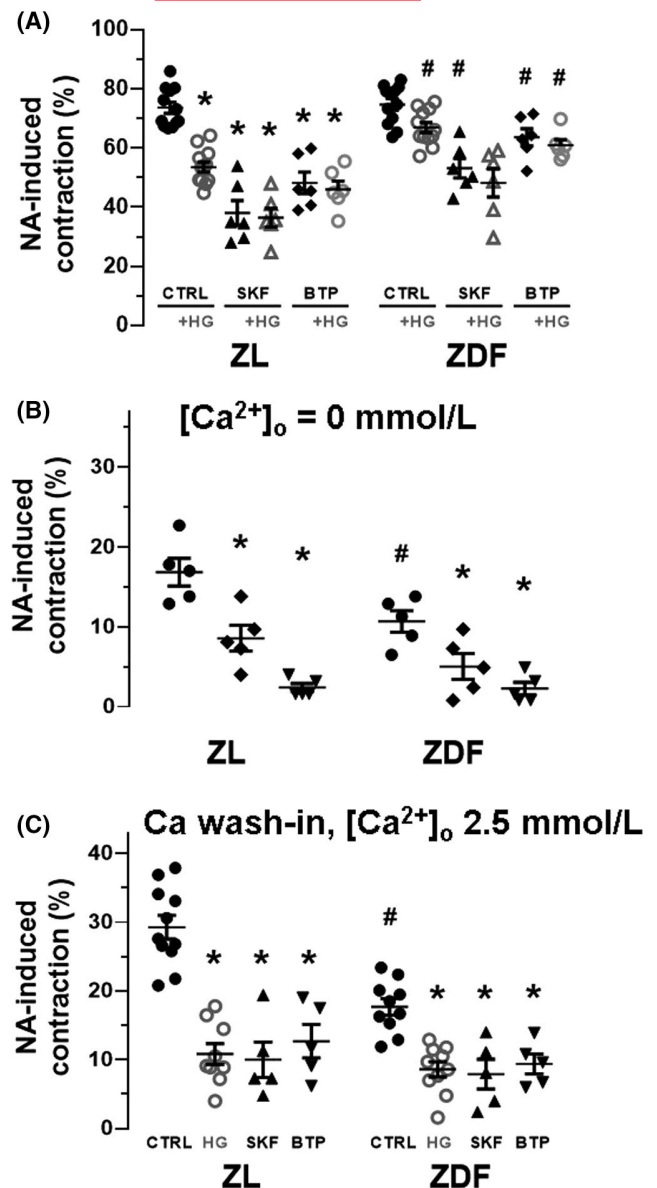 (A)
NA-induced
contraction (%)
100
80
60
40
20
0
*
*
*
*
*
#
#
#
#
CTRL SKF BTP CTRL SKF BTP
+HG +HG +HG +HG +HG +HG
ZL ZDF
(B)
[Ca²⁺]ₒ = 0 mmol/L
NA-induced
contraction (%)
30
20
10
0
*
*
#
*
*
ZL ZDF
(C)
Ca wash-in, [Ca²⁺]ₒ 2.5 mmol/L
NA-induced
contraction (%)
40
30
20
10
0
* * *
#
* * *
CTRL HG SKF BTP CTRL HG SKF BTP
ZL ZDF